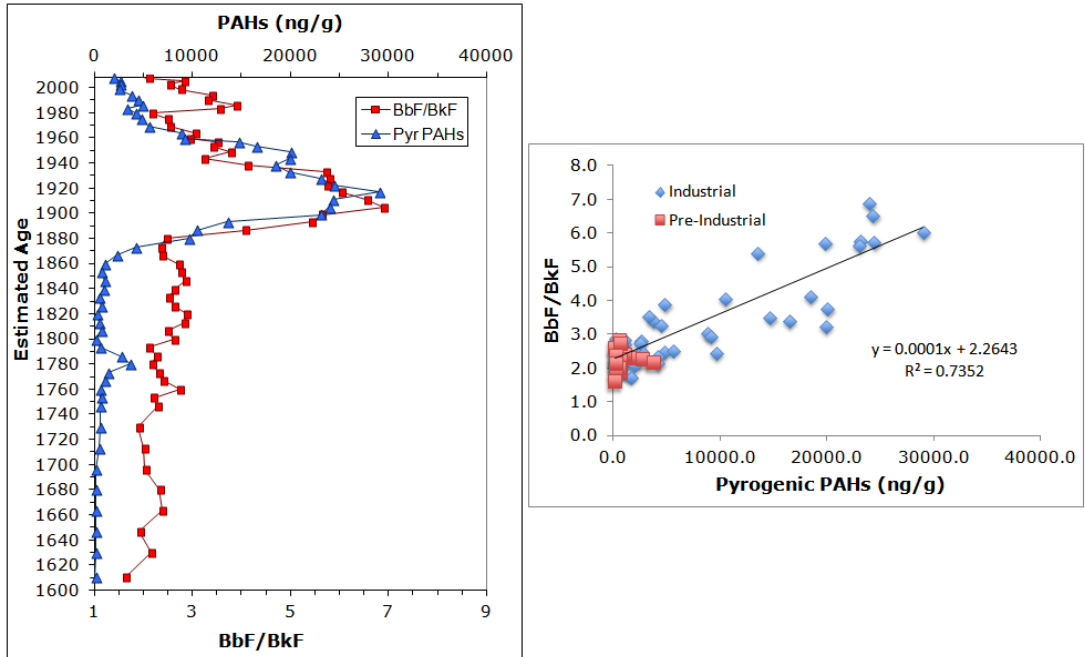 PAHs (ng/g)
0 10000 20000 30000 40000
Estimated Age
2000
1980
1960
1940
1920
1900
1880
1860
1840
1820
1800
1780
1760
1740
1720
1700
1680
1660
1640
1620
1600
BbF/BkF
Pyr PAHs
1 3 5 7 9
BbF/BkF
BbF/BkF
8.0
7.0
6.0
5.0
4.0
3.0
2.0
1.0
0.0
Industrial
Pre-Industrial
y = 0.0001x + 2.2643
R² = 0.7352
0.0 10000.0 20000.0 30000.0 40000.0
Pyrogenic PAHs (ng/g)